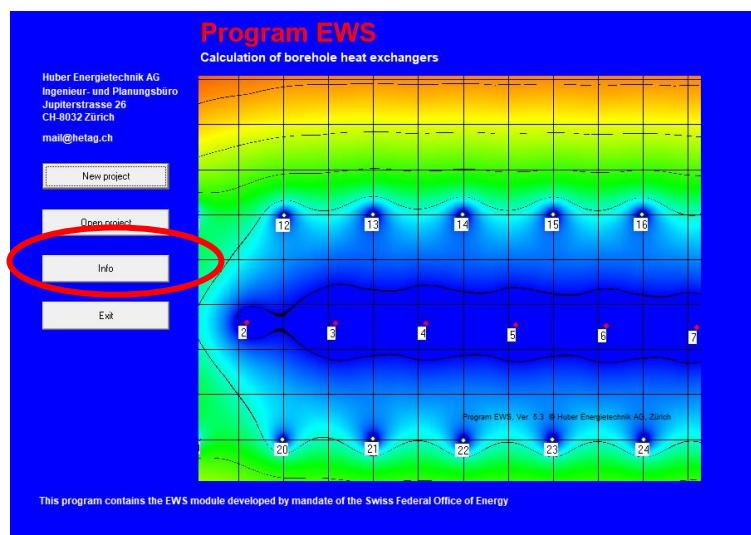 Program EWS
Calculation of borehole heat exchangers
Huber Energietechnik AG
Ingenieur- und Planungsbüro
Jupiterstrasse 26
CH-8032 Zürich
mail@hetag.ch
New project
Open project
Info
Exit
12 13 14 15 16
2 3 4 5 6 7
Program EWS, Ver. 5.3 © Huber Energietechnik AG, Zürich
20 21 22 23 24
This program contains the EWS module developed by mandate of the Swiss Federal Office of Energy